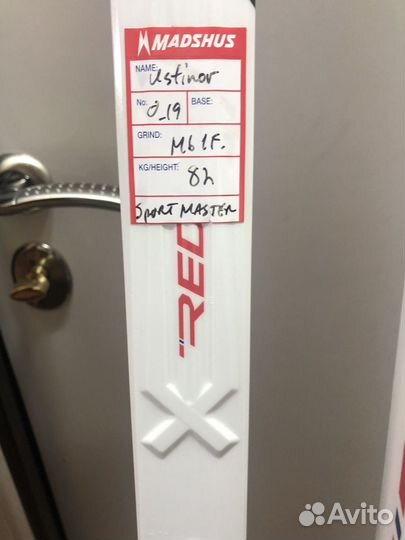 MADSHUS
NAME: Ustinov
No: 0_19 BASE:
GRIND: M61F.
KG/HEIGHT: 82
SPORT MASTER
RED
Avito